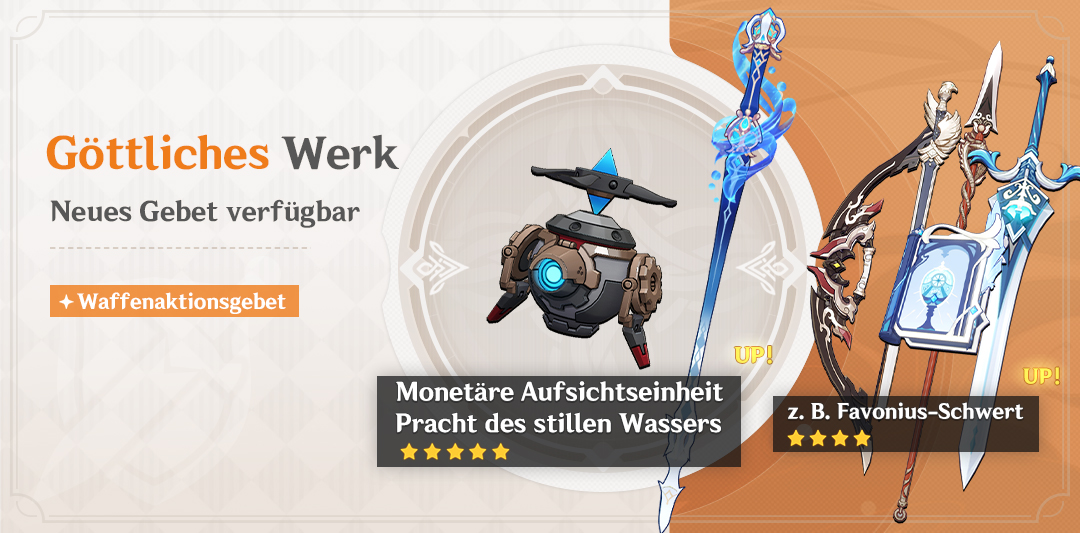 Göttliches Werk
Neues Gebet verfügbar
Waffenaktionsgebet
UP!
Monetäre Aufsichtseinheit
Pracht des stillen Wassers
UP!
z. B. Favonius-Schwert